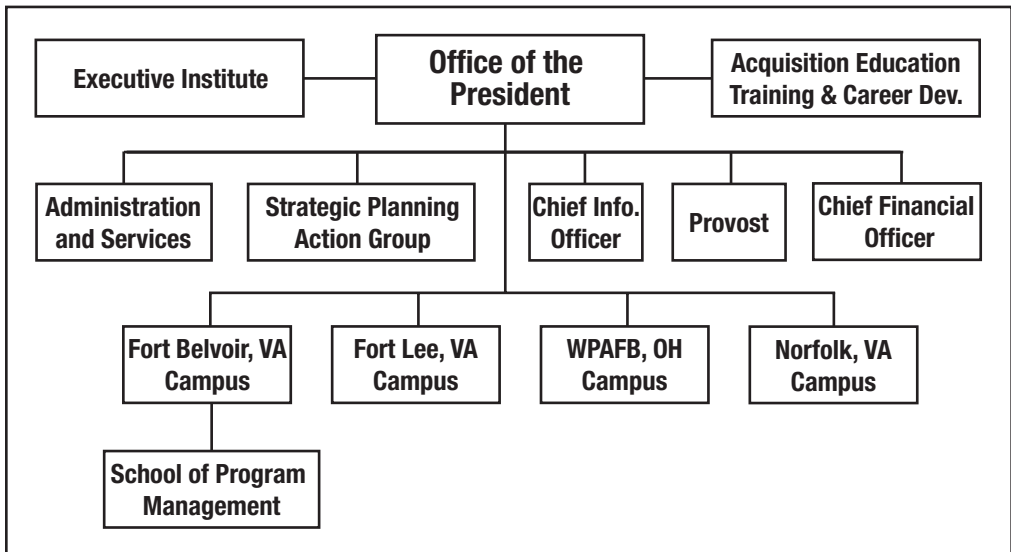 Executive Institute
Office of the
President
Acquisition Education
Training & Career Dev.
Administration
and Services
Strategic Planning
Action Group
Chief Info.
Officer
Provost
Chief Financial
Officer
Fort Belvoir, VA
Campus
Fort Lee, VA
Campus
WPAFB, OH
Campus
Norfolk, VA
Campus
School of Program
Management